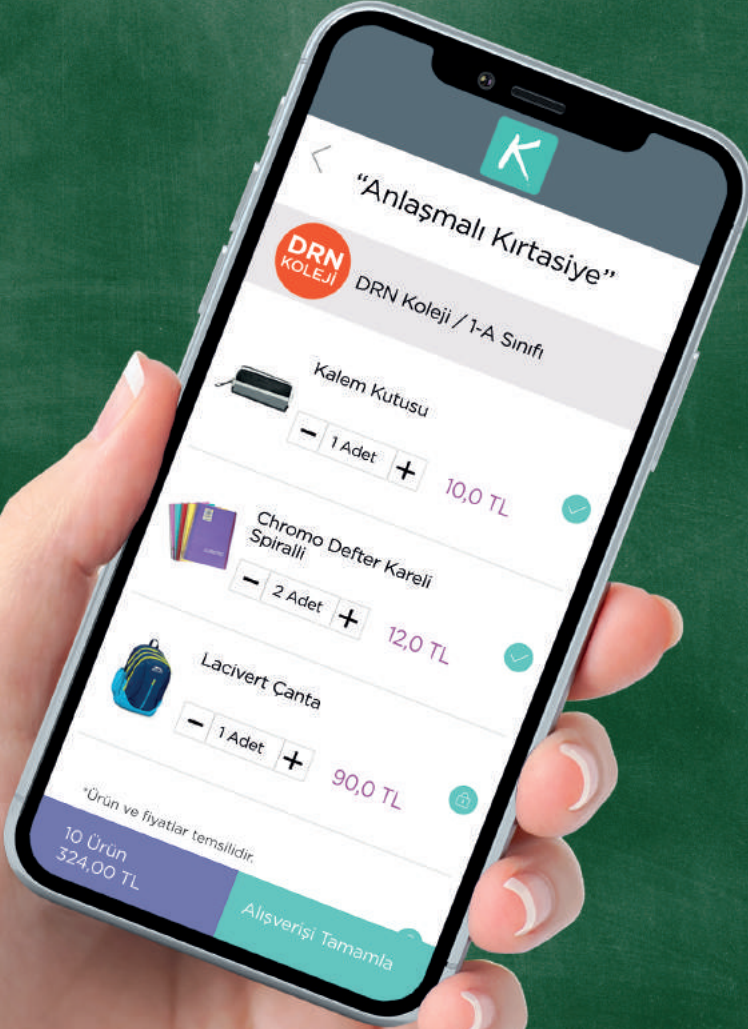 K
“Anlaşmalı Kırtasiye”
DRN
KOLEJİ
DRN Koleji / 1-A Sınıfı
Kalem Kutusu
− 1 Adet +
10,0 TL
Chromo Defter Kareli
Spiralli
− 2 Adet +
12,0 TL
Lacivert Çanta
− 1 Adet +
90,0 TL
*Ürün ve fiyatlar temsilidir.
10 Ürün
324,00 TL
Alışverişi Tamamla